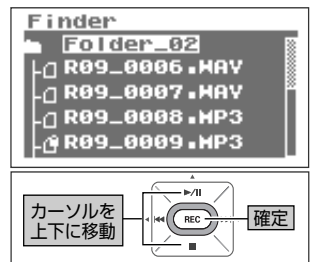 Finder
Folder_02
R09_0006.WAV
R09_0007.WAV
R09_0008.MP3
R09_0009.MP3
カーソルを
上下に移動
REC
確定